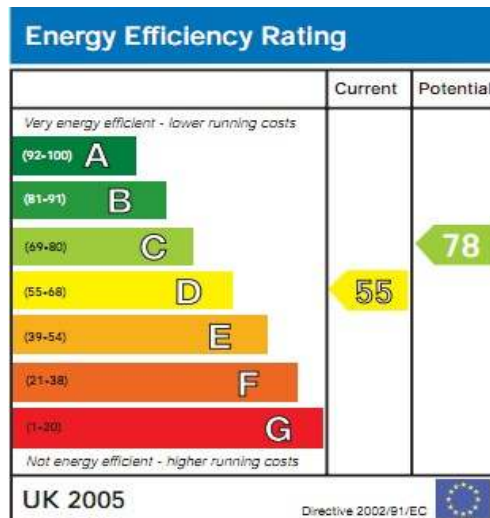 Energy Efficiency Rating
Current Potential
Very energy efficient - lower running costs
(92-100) A
(81-91) B
(69-80) C
78
(55-68) D
55
(39-54) E
(21-38) F
(1-20) G
Not energy efficient - higher running costs
UK 2005
Directive 2002/91/EC